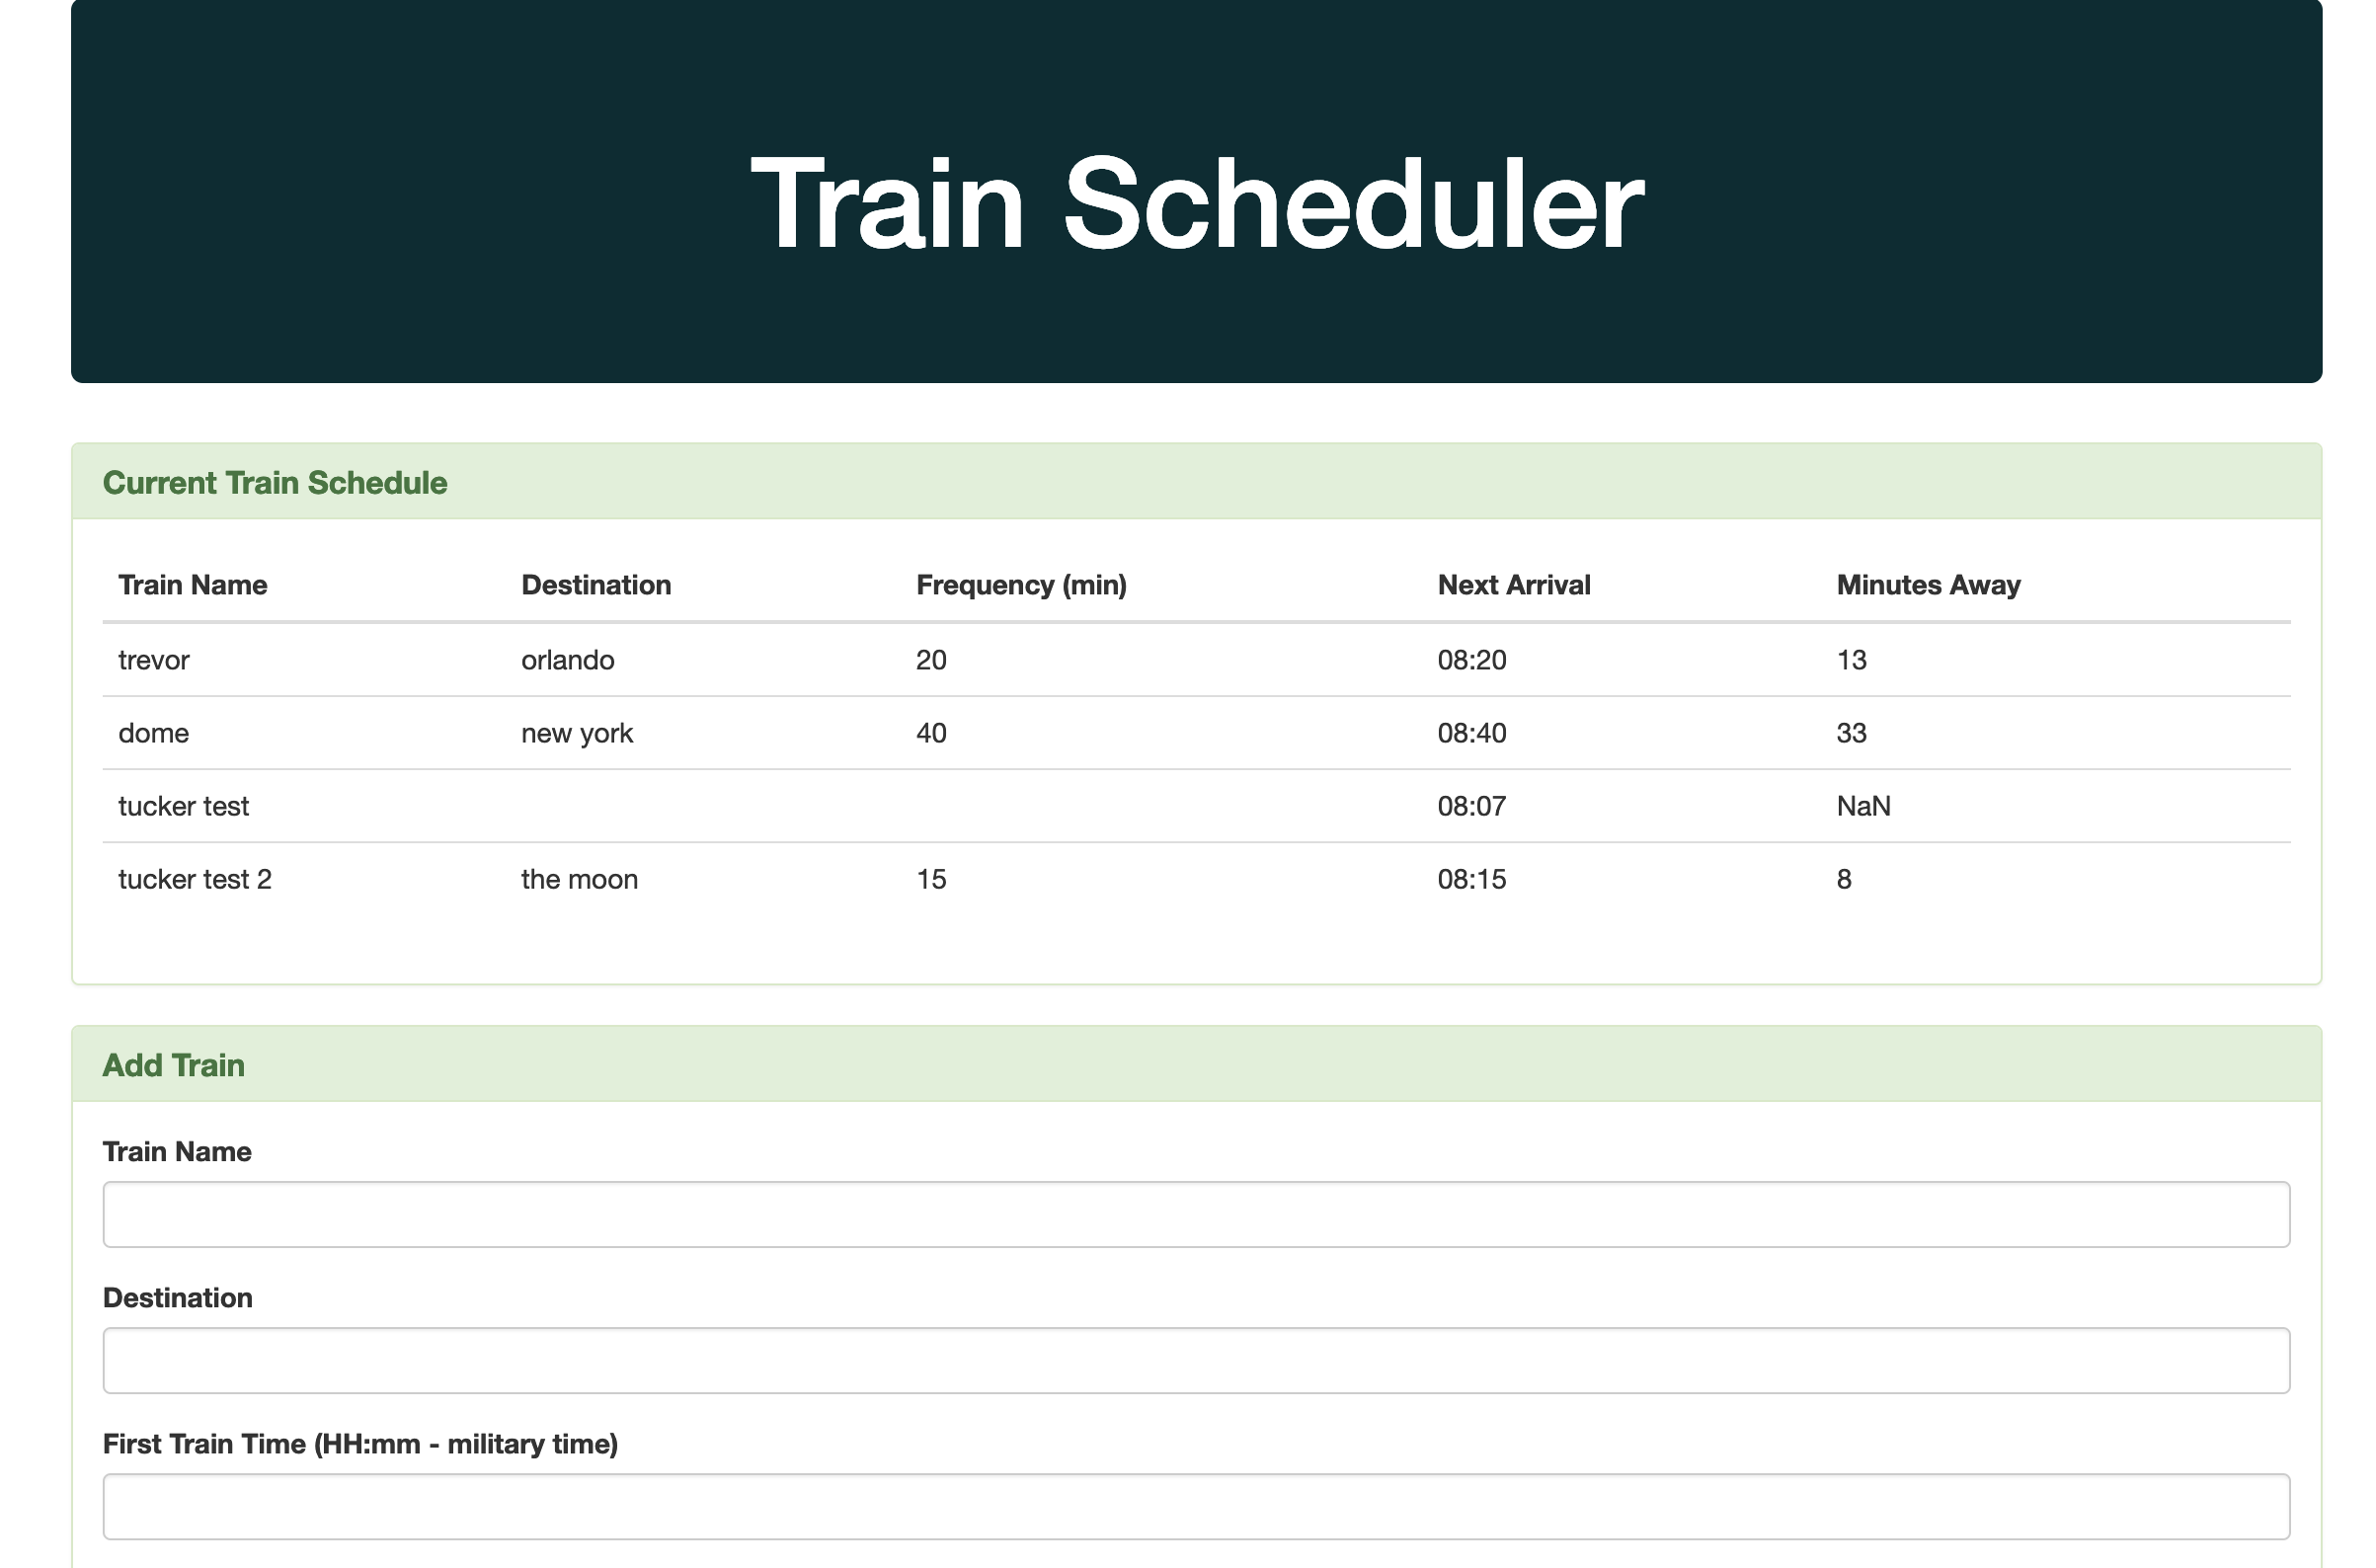 Train Scheduler
Current Train Schedule
Train Name Destination Frequency (min) Next Arrival Minutes Away
trevor orlando 20 08:20 13
dome new york 40 08:40 33
tucker test 08:07 NaN
tucker test 2 the moon 15 08:15 8
Add Train
Train Name
Destination
First Train Time (HH:mm - military time)